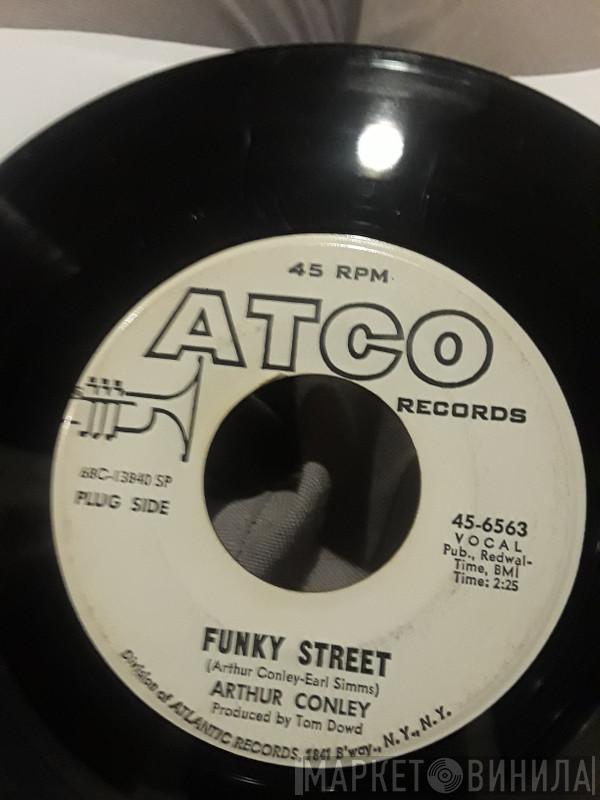 45 RPM
ATCO
RECORDS
68C-13840 SP
PLUG SIDE
45-6563
VOCAL
Pub., Redwal-
Time, BMI
Time: 2:25
FUNKY STREET
(Arthur Conley-Earl Simms)
ARTHUR CONLEY
Produced by Tom Dowd
Division of ATLANTIC RECORDS, 1841 B'way., N.Y., N.Y.
МАРКЕТ ВИНИЛА